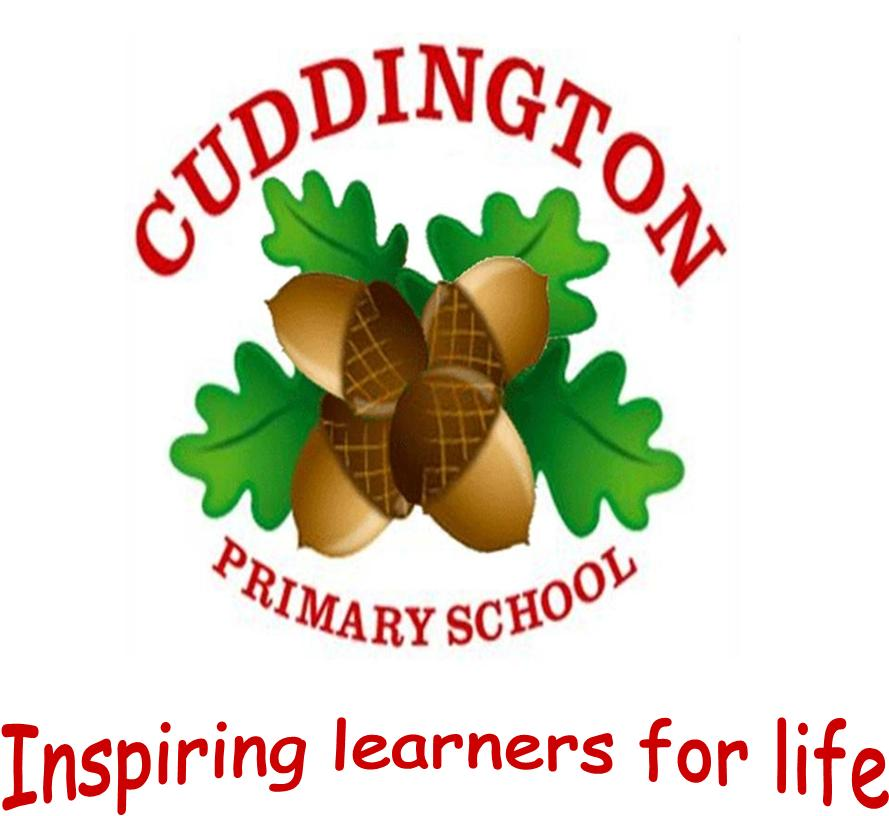 CUDDINGTON
PRIMARY SCHOOL
Inspiring learners for life